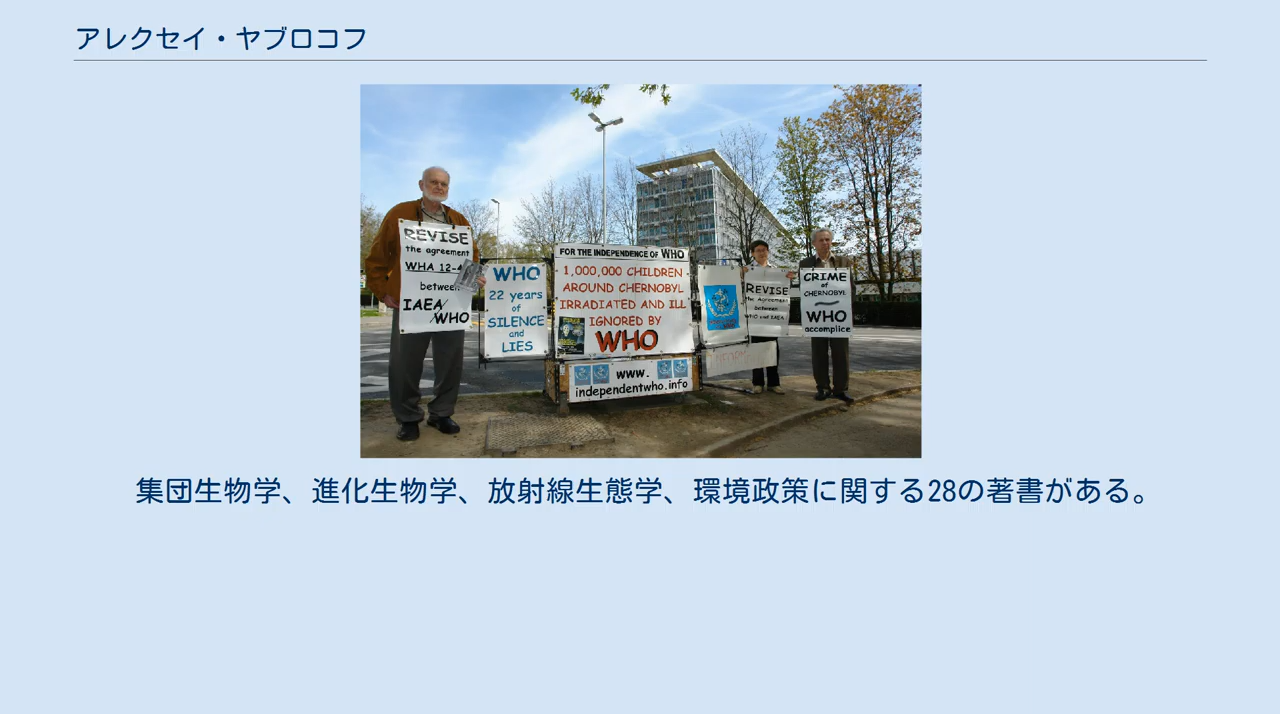 アレクセイ・ヤブロコフ
REVISE
the agreement
WHA 12-4
between
IAEA/
WHO
WHO
22 years
of
SILENCE
and
LIES
FOR THE INDEPENDENCE OF WHO
1,000,000 CHILDREN
AROUND CHERNOBYL
IRRADIATED AND ILL
IGNORED BY
WHO
www.
independentwho.info
REVISE
the Agreement
between
WHO and IAEA
CRIME
of
CHERNOBYL
WHO
accomplice
集団生物学、進化生物学、放射線生態学、環境政策に関する28の著書がある。